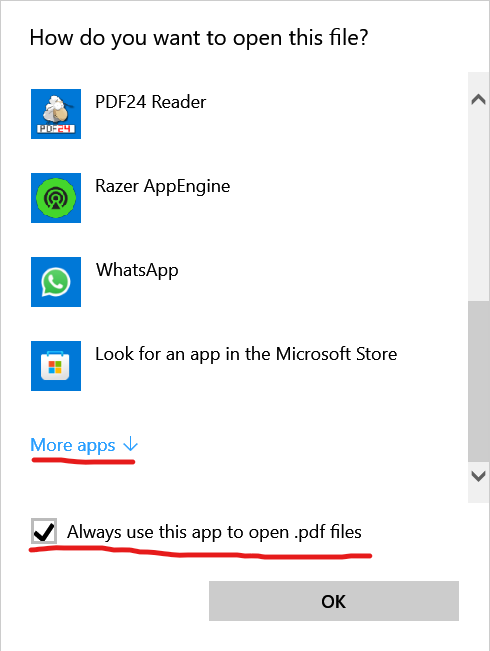 How do you want to open this file?
PDF24 Reader
Razer AppEngine
WhatsApp
Look for an app in the Microsoft Store
More apps ↓
Always use this app to open .pdf files
OK